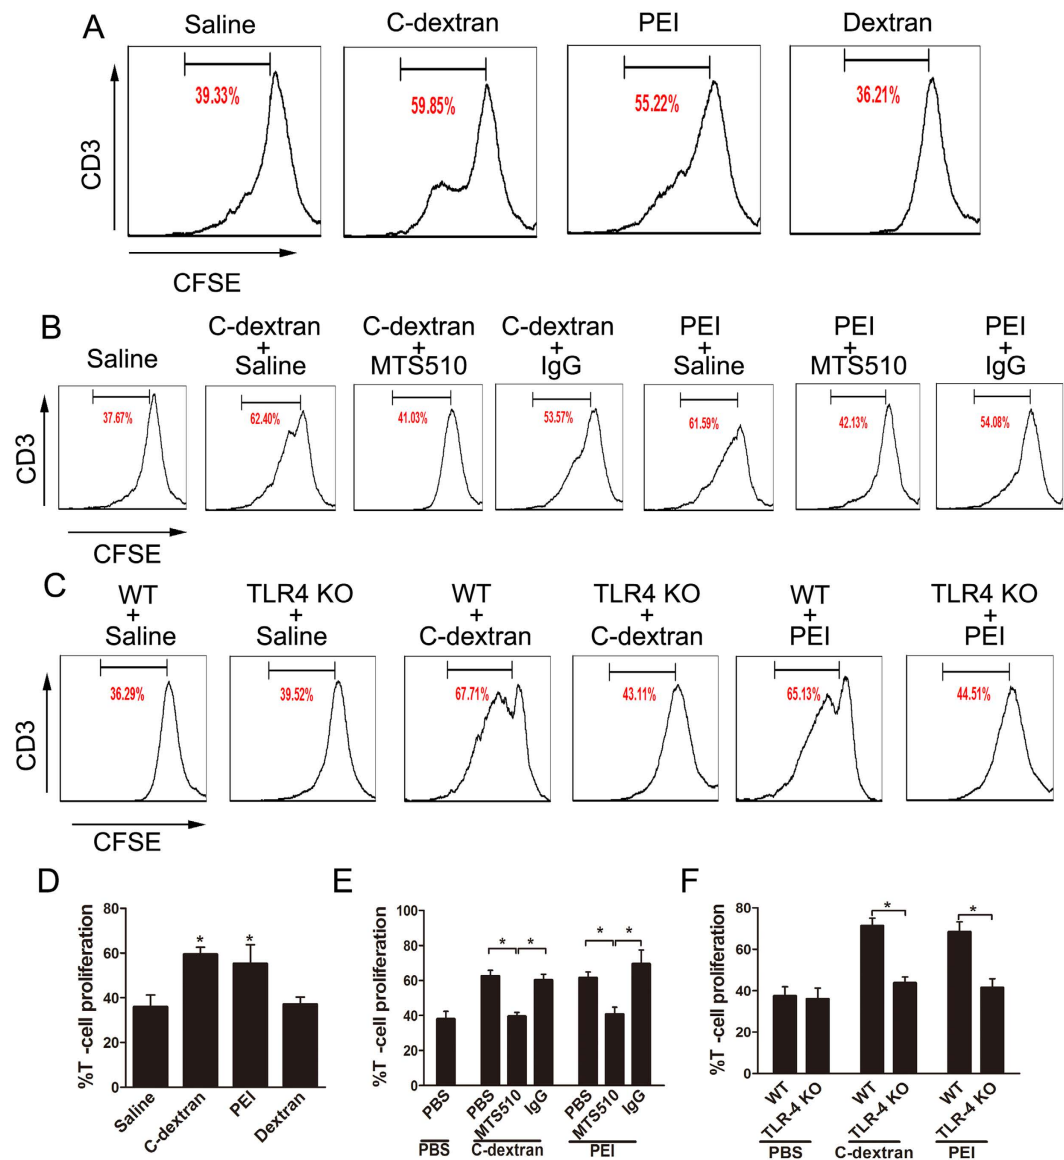 A
Saline
C-dextran
PEI
Dextran
39.33%
59.85%
55.22%
36.21%
CD3
CFSE
B
Saline
C-dextran
+
Saline
C-dextran
+
MTS510
C-dextran
+
IgG
PEI
+
Saline
PEI
+
MTS510
PEI
+
IgG
37.67%
62.40%
41.03%
53.57%
61.59%
42.13%
54.08%
CD3
CFSE
C
WT
+
Saline
TLR4 KO
+
Saline
WT
+
C-dextran
TLR4 KO
+
C-dextran
WT
+
PEI
TLR4 KO
+
PEI
36.29%
39.52%
67.71%
43.11%
65.13%
44.51%
CD3
CFSE
D
%T -cell proliferation
80
60
40
20
0
*
*
Saline
C-dextran
PEI
Dextran
E
%T -cell proliferation
100
80
60
40
20
0
*
*
*
*
PBS
PBS
MTS510
IgG
PBS
MTS510
IgG
PBS
C-dextran
PEI
F
%T -cell proliferation
80
60
40
20
0
*
*
WT
TLR-4 KO
WT
TLR-4 KO
WT
TLR-4 KO
PBS
C-dextran
PEI